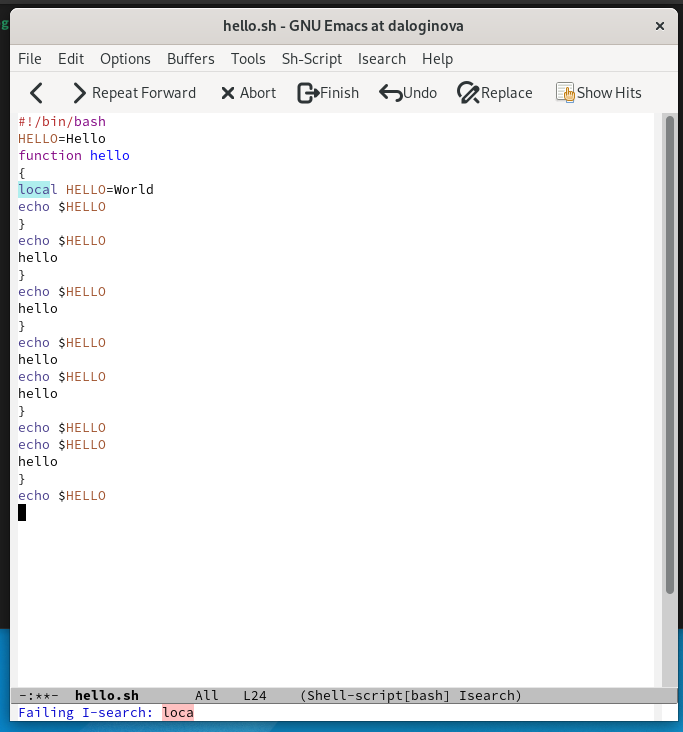 g
hello.sh - GNU Emacs at daloginova
File Edit Options Buffers Tools Sh-Script Isearch Help
Repeat Forward Abort Finish Undo Replace Show Hits
#!/bin/bash
HELLO=Hello
function hello
{
local HELLO=World
echo $HELLO
}
echo $HELLO
hello
}
echo $HELLO
hello
}
echo $HELLO
hello
echo $HELLO
hello
}
echo $HELLO
echo $HELLO
hello
}
echo $HELLO
-:**- hello.sh All L24 (Shell-script[bash] Isearch)
Failing I-search: loca